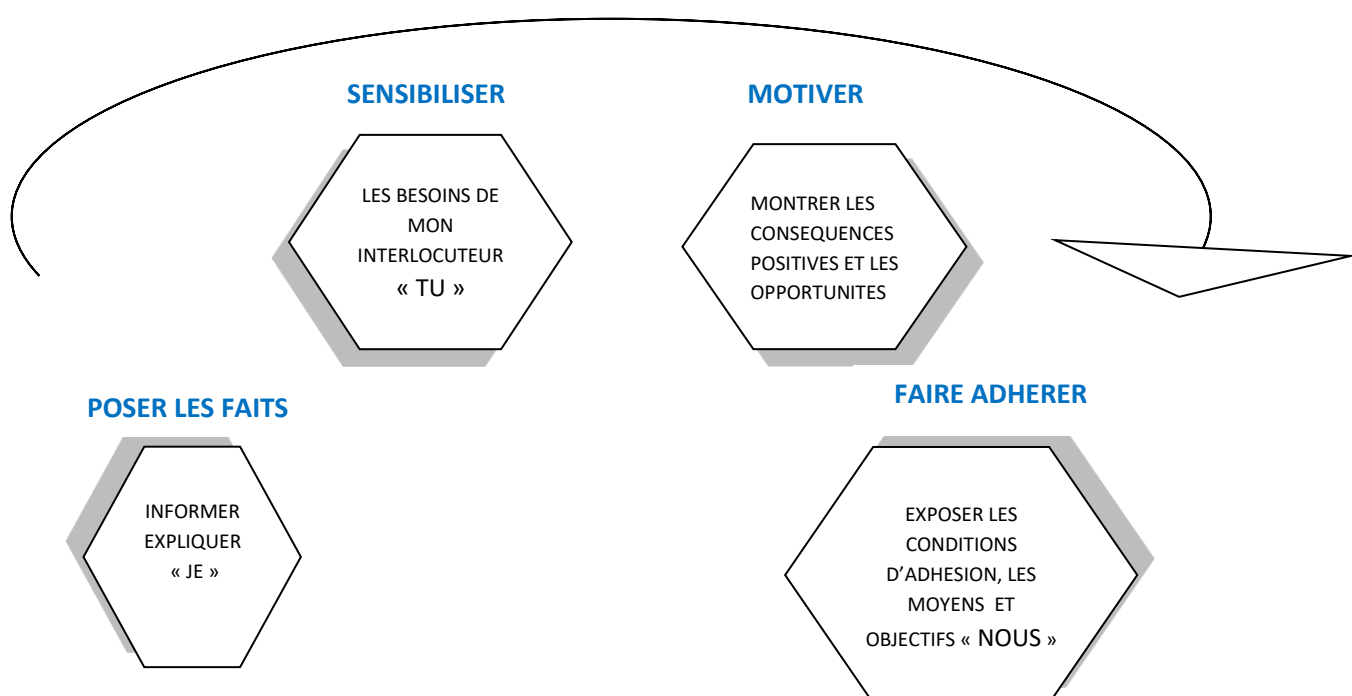 SENSIBILISER
LES BESOINS DE
MON
INTERLOCUTEUR
« TU »
MOTIVER
MONTRER LES
CONSEQUENCES
POSITIVES ET LES
OPPORTUNITES
POSER LES FAITS
INFORMER
EXPLIQUER
« JE »
FAIRE ADHERER
EXPOSER LES
CONDITIONS
D’ADHESION, LES
MOYENS ET
OBJECTIFS « NOUS »